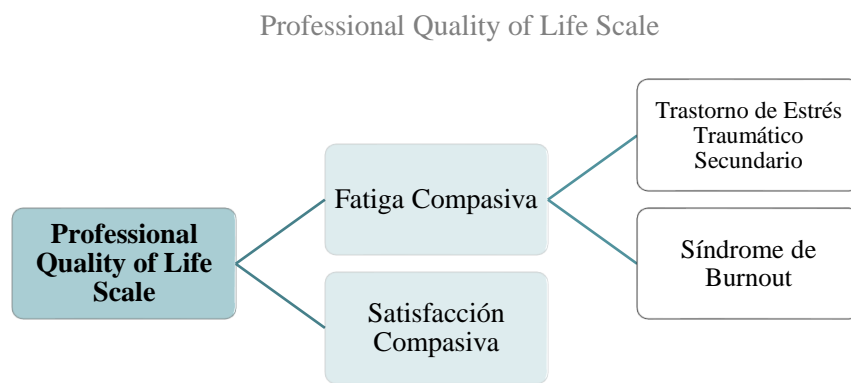 Professional Quality of Life Scale
Professional
Quality of Life
Scale
Fatiga Compasiva
Satisfacción
Compasiva
Trastorno de Estrés
Traumático
Secundario
Síndrome de
Burnout